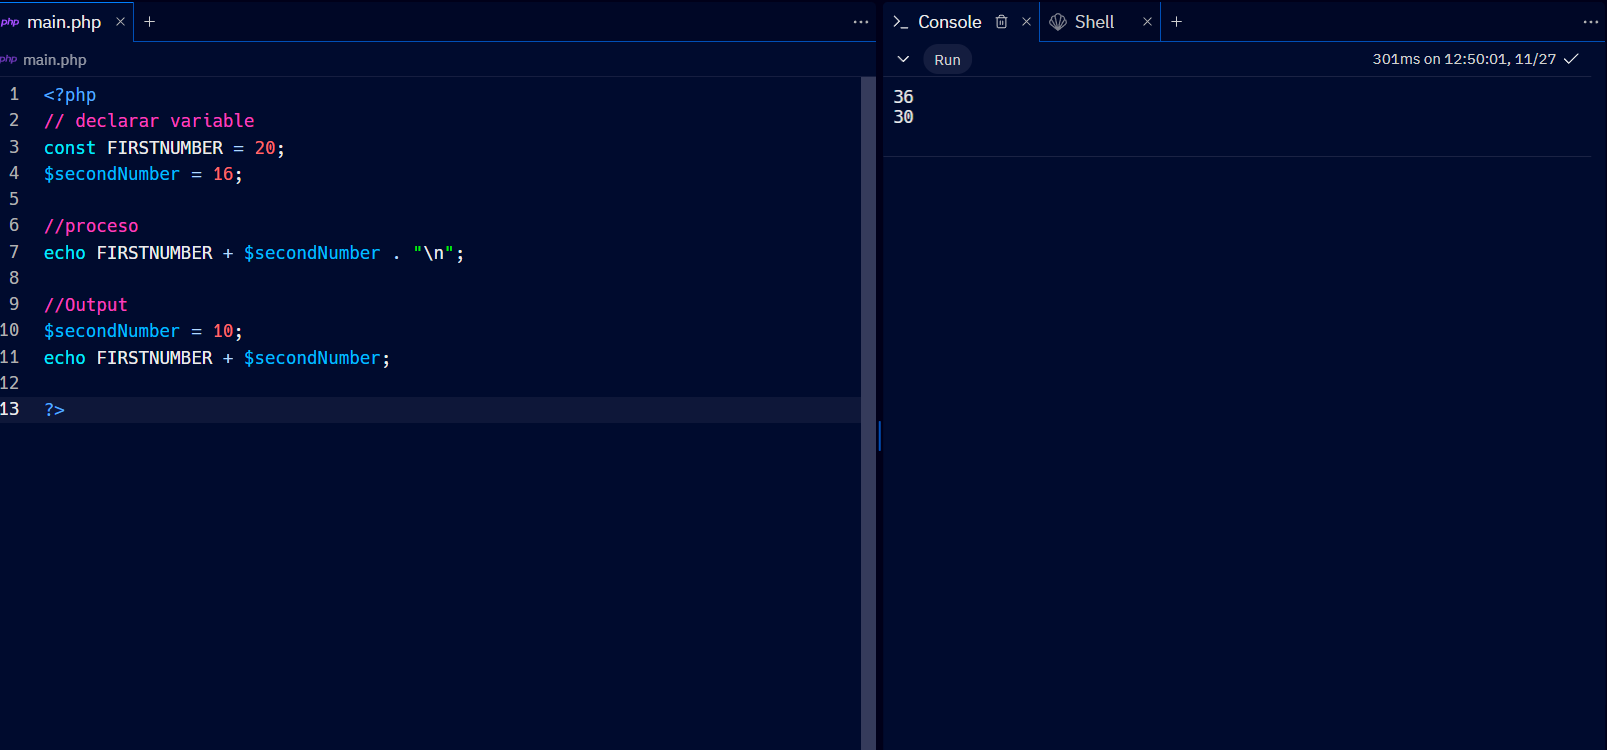 php main.php × +
php main.php
1 <?php
2 // declarar variable
3 const FIRSTNUMBER = 20;
4 $secondNumber = 16;
5
6 //proceso
7 echo FIRSTNUMBER + $secondNumber . "\n";
8
9 //Output
10 $secondNumber = 10;
11 echo FIRSTNUMBER + $secondNumber;
12
13 ?>
>_ Console × Shell × +
Run 301ms on 12:50:01, 11/27
36
30